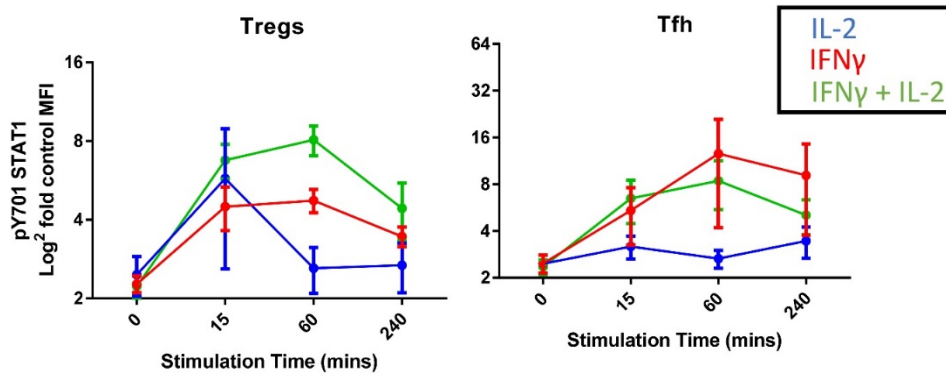 Tregs
pY701 STAT1
Log² fold control MFI
16
8
4
2
0
15
60
240
Stimulation Time (mins)
Tfh
64
32
16
8
4
2
0
15
60
240
Stimulation Time (mins)
IL-2
IFNγ
IFNγ + IL-2